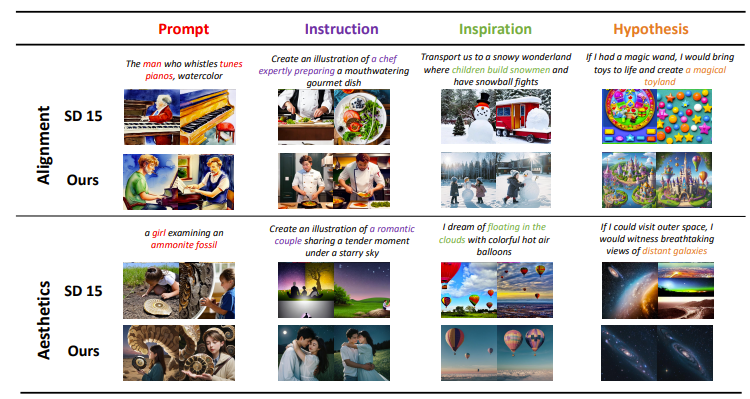 Prompt
Instruction
Inspiration
Hypothesis
Alignment
The man who whistles tunes
pianos, watercolor
Create an illustration of a chef
expertly preparing a mouthwatering
gourmet dish
Transport us to a snowy wonderland
where children build snowmen and
have snowball fights
If I had a magic wand, I would bring
toys to life and create a magical
toyland
SD 15
Ours
Aesthetics
a girl examining an
ammonite fossil
Create an illustration of a romantic
couple sharing a tender moment
under a starry sky
I dream of floating in the
clouds with colorful hot air
balloons
If I could visit outer space, I
would witness breathtaking
views of distant galaxies
SD 15
Ours